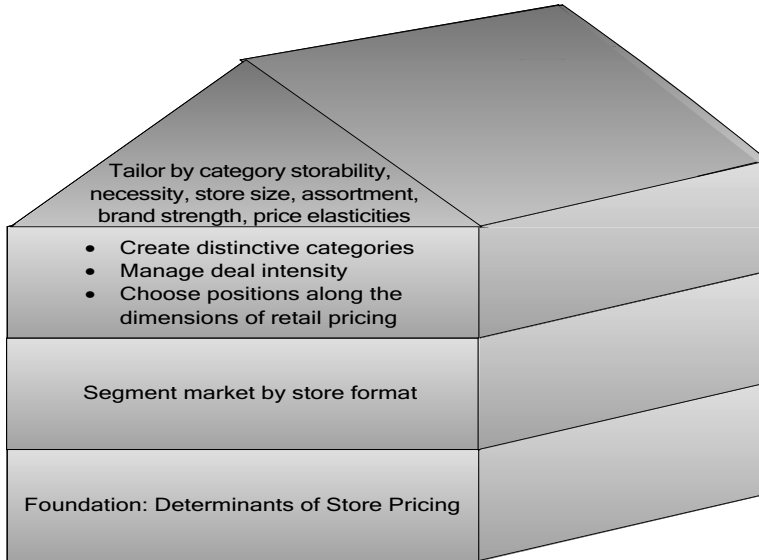 Tailor by category storability,
necessity, store size, assortment,
brand strength, price elasticities
• Create distinctive categories
• Manage deal intensity
• Choose positions along the
dimensions of retail pricing
Segment market by store format
Foundation: Determinants of Store Pricing